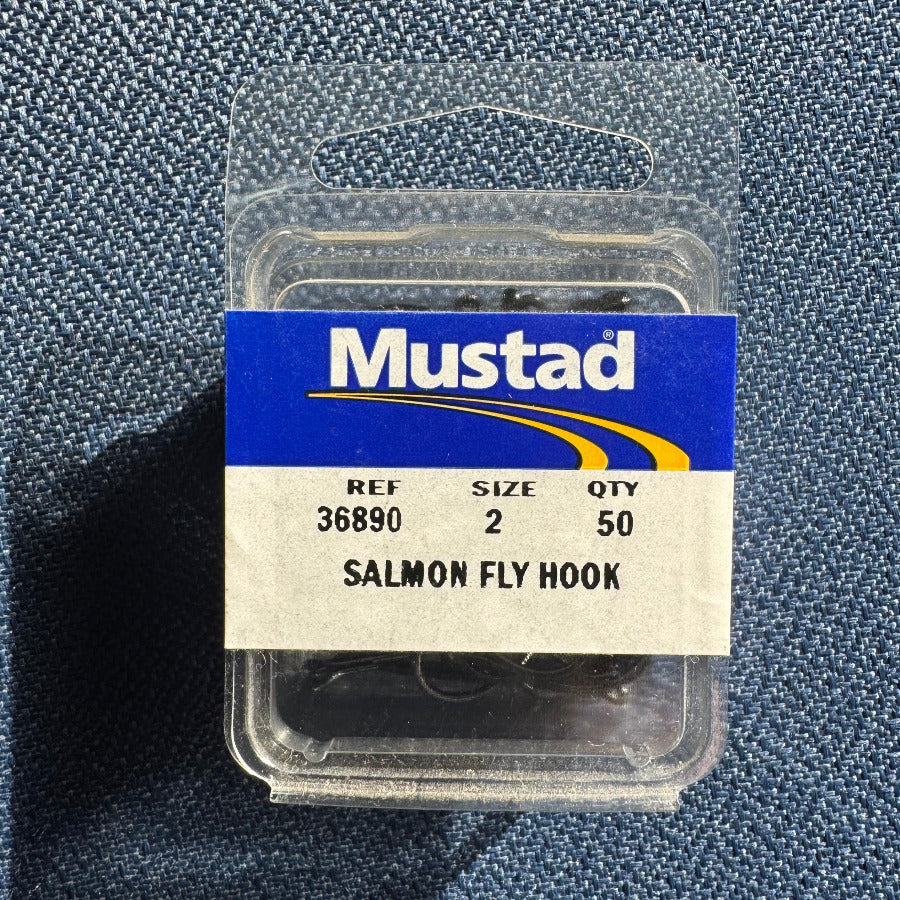 Mustad®
REF SIZE QTY
36890 2 50
SALMON FLY HOOK